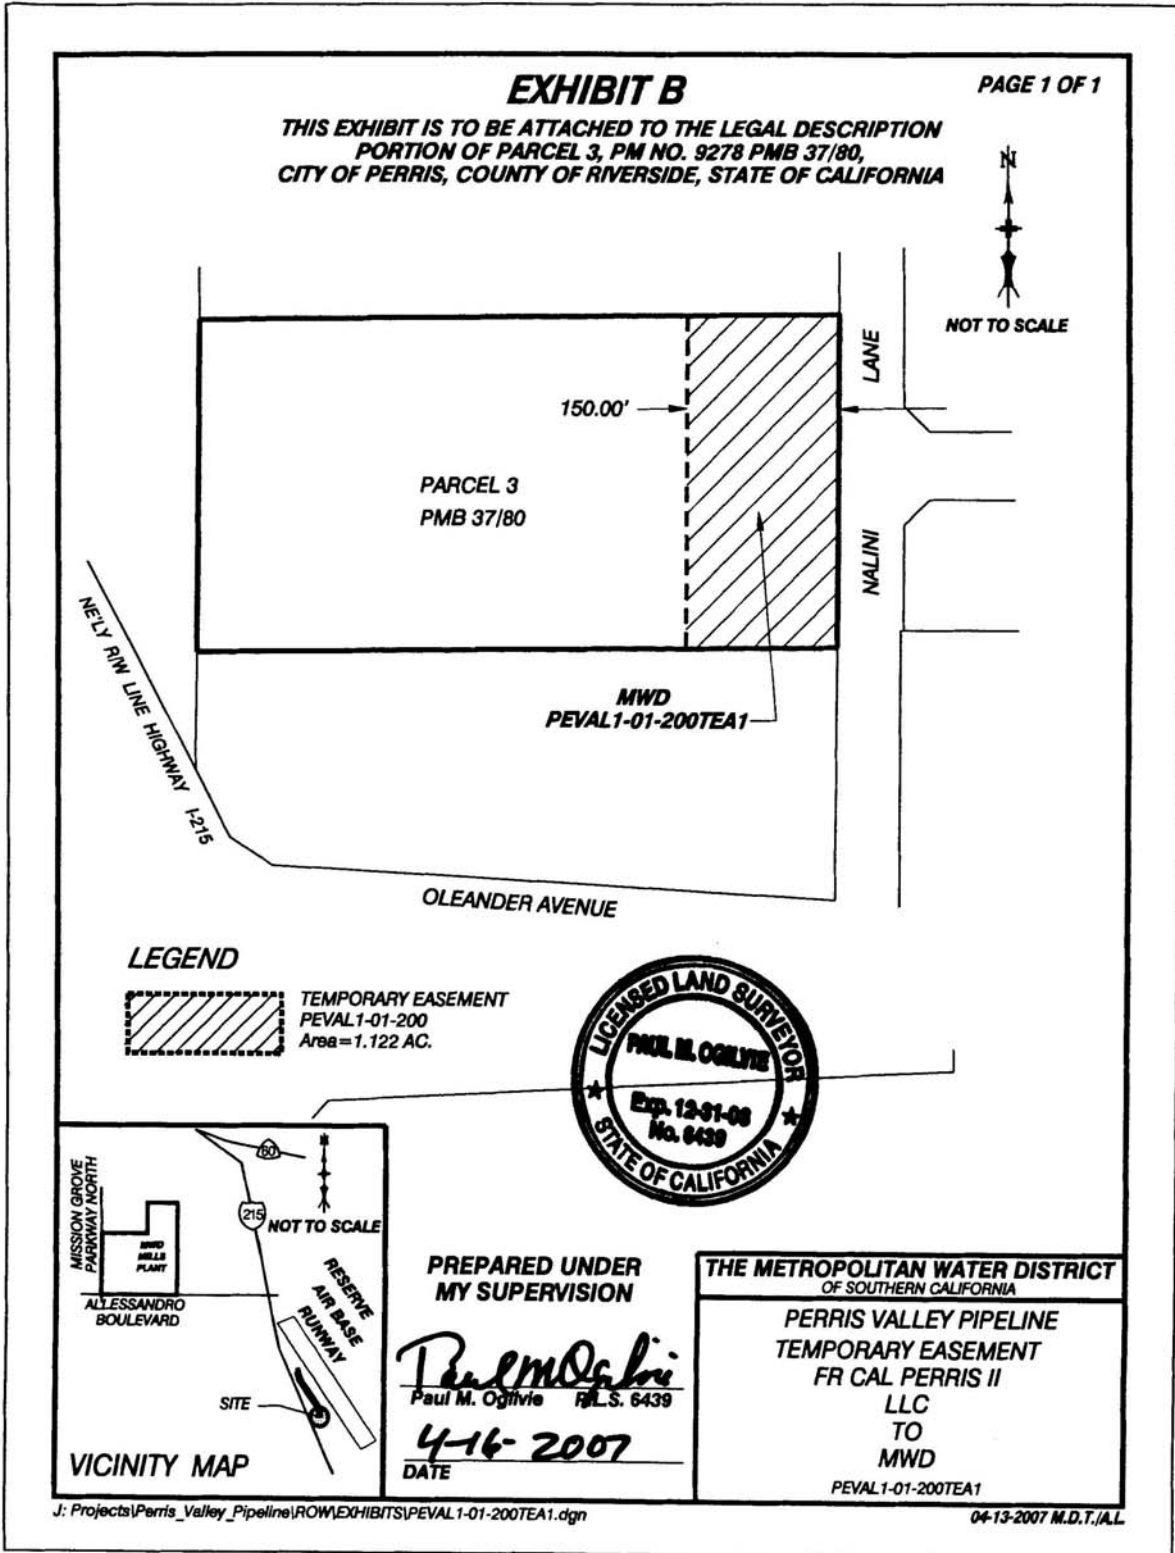 EXHIBIT B
PAGE 1 OF 1
THIS EXHIBIT IS TO BE ATTACHED TO THE LEGAL DESCRIPTION
PORTION OF PARCEL 3, PM NO. 9278 PMB 37/80,
CITY OF PERRIS, COUNTY OF RIVERSIDE, STATE OF CALIFORNIA
N
NOT TO SCALE
LANE
150.00'
PARCEL 3
PMB 37/80
NALINI
NE'LY R/W LINE HIGHWAY I-215
MWD
PEVAL1-01-200TEA1
OLEANDER AVENUE
LEGEND
TEMPORARY EASEMENT
PEVAL1-01-200
Area=1.122 AC.
LICENSED LAND SURVEYOR
PAUL M. OGILVIE
Exp. 12-31-08
No. 6439
STATE OF CALIFORNIA
60
215
NOT TO SCALE
MISSION GROVE
PARKWAY NORTH
MWD
MILLS
PLANT
ALLESSANDRO
BOULEVARD
RESERVE
AIR BASE
RUNWAY
SITE
VICINITY MAP
PREPARED UNDER
MY SUPERVISION
Paul M Ogilvie
Paul M. Ogilvie P.L.S. 6439
4-16-2007
DATE
THE METROPOLITAN WATER DISTRICT
OF SOUTHERN CALIFORNIA
PERRIS VALLEY PIPELINE
TEMPORARY EASEMENT
FR CAL PERRIS II
LLC
TO
MWD
PEVAL1-01-200TEA1
J: Projects\Perris_Valley_Pipeline\ROW\EXHIBITS\PEVAL1-01-200TEA1.dgn
04-13-2007 M.D.T./A.L.